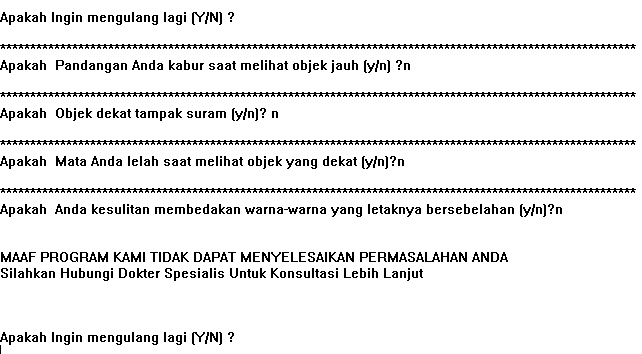 Apakah Ingin mengulang lagi (Y/N) ?
*******************************************************************************************************
Apakah  Pandangan Anda kabur saat melihat objek jauh (y/n) ?n
*******************************************************************************************************
Apakah  Objek dekat tampak suram (y/n)? n
*******************************************************************************************************
Apakah  Mata Anda lelah saat melihat objek yang dekat (y/n)?n
*******************************************************************************************************
Apakah  Anda kesulitan membedakan warna-warna yang letaknya bersebelahan (y/n)?n
MAAF PROGRAM KAMI TIDAK DAPAT MENYELESAIKAN PERMASALAHAN ANDA
Silahkan Hubungi Dokter Spesialis Untuk Konsultasi Lebih Lanjut
Apakah Ingin mengulang lagi (Y/N) ?